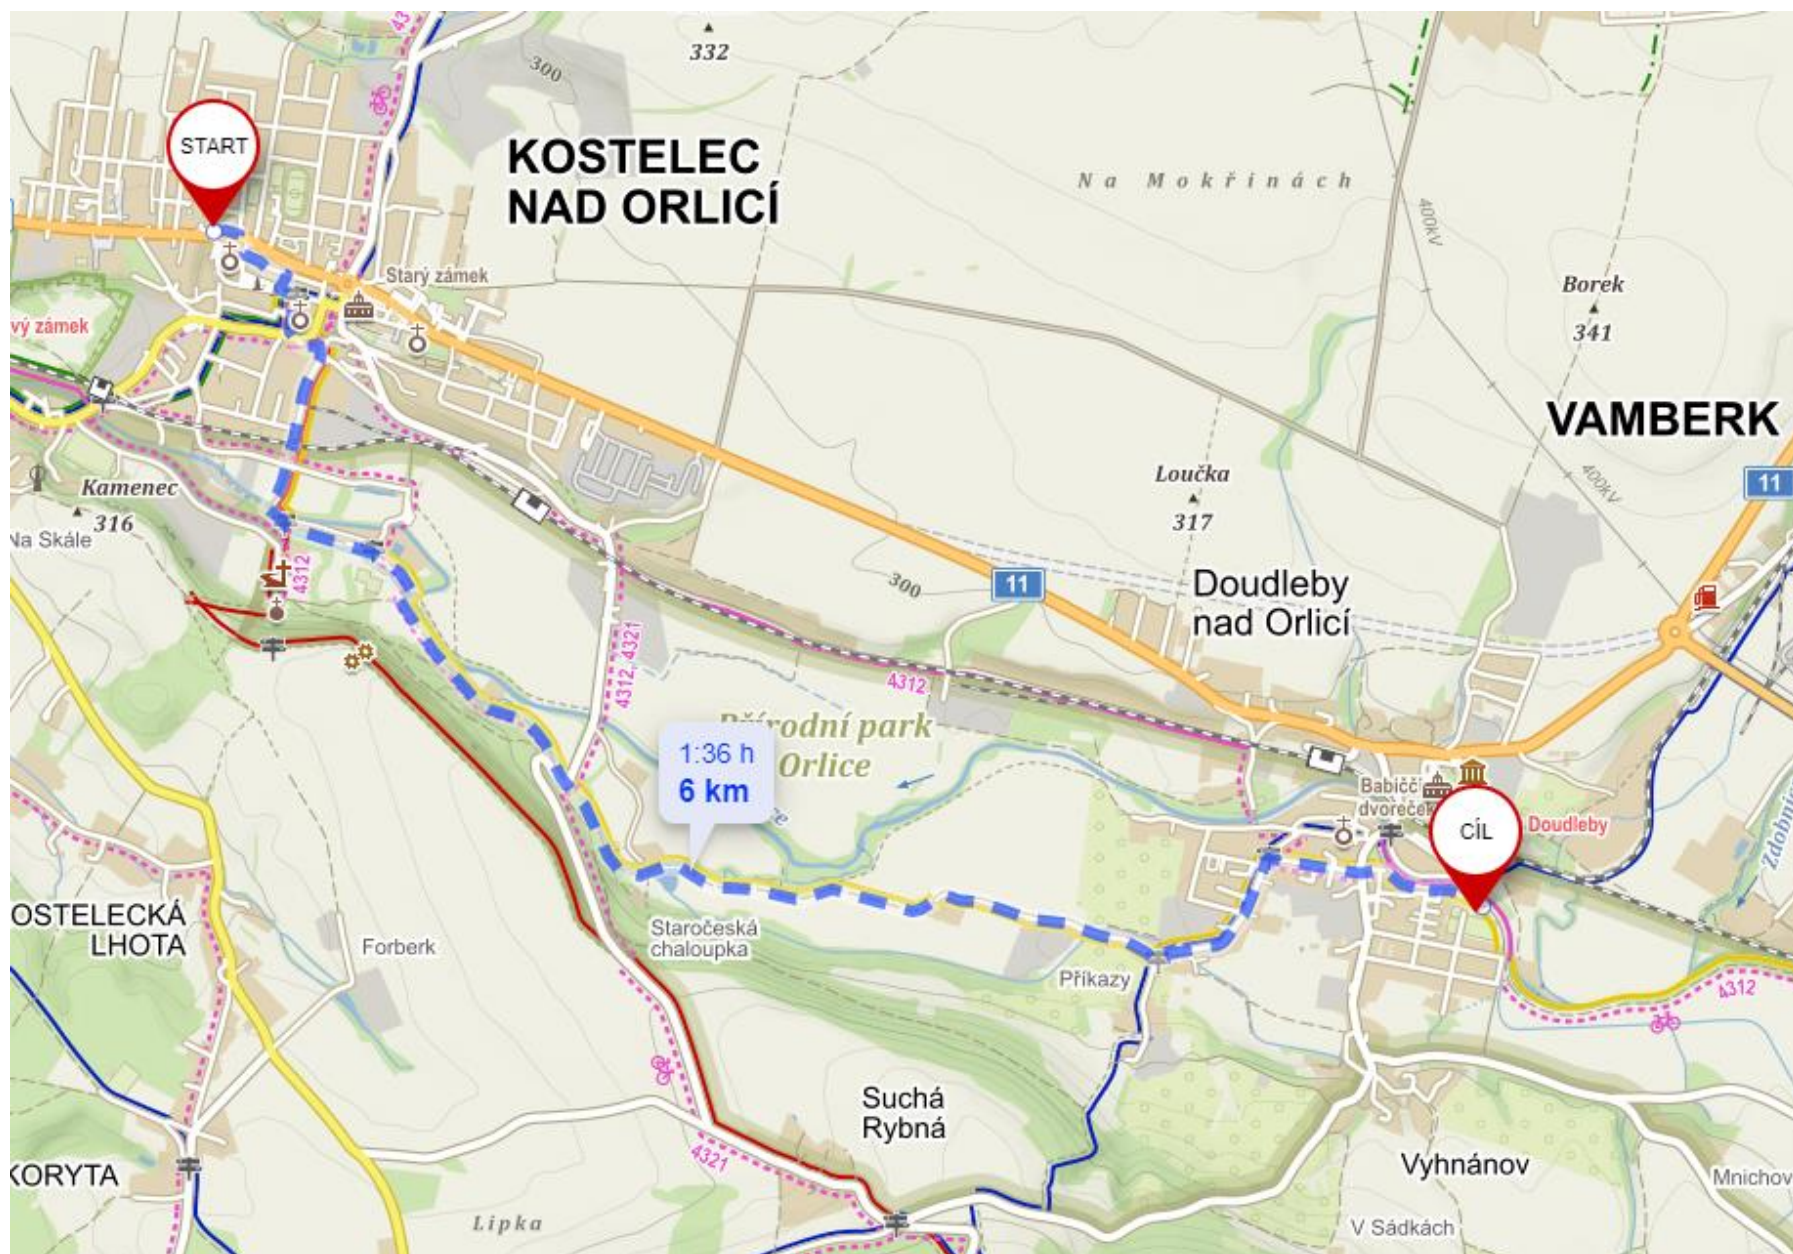 43
332
300
START
KOSTELEC
NAD ORLICÍ
Na Mokřinách
400kV
Starý zámek
Borek
341
vý zámek
VAMBERK
400kV
11
Loučka
317
Kamenec
316
Na Skále
4312
300
11
Doudleby
nad Orlicí
4312, 4321
4312
Přírodní park
Orlice
1:36 h
6 km
Babičči
dvoreček
CÍL
Doudleby
Zdobni
OSTELECKÁ
LHOTA
Forberk
Staročeská
chaloupka
Příkazy
4312
Suchá
Rybná
4321
KORYTA
Vyhnánov
Mnichov
Lipka
V Sádkách